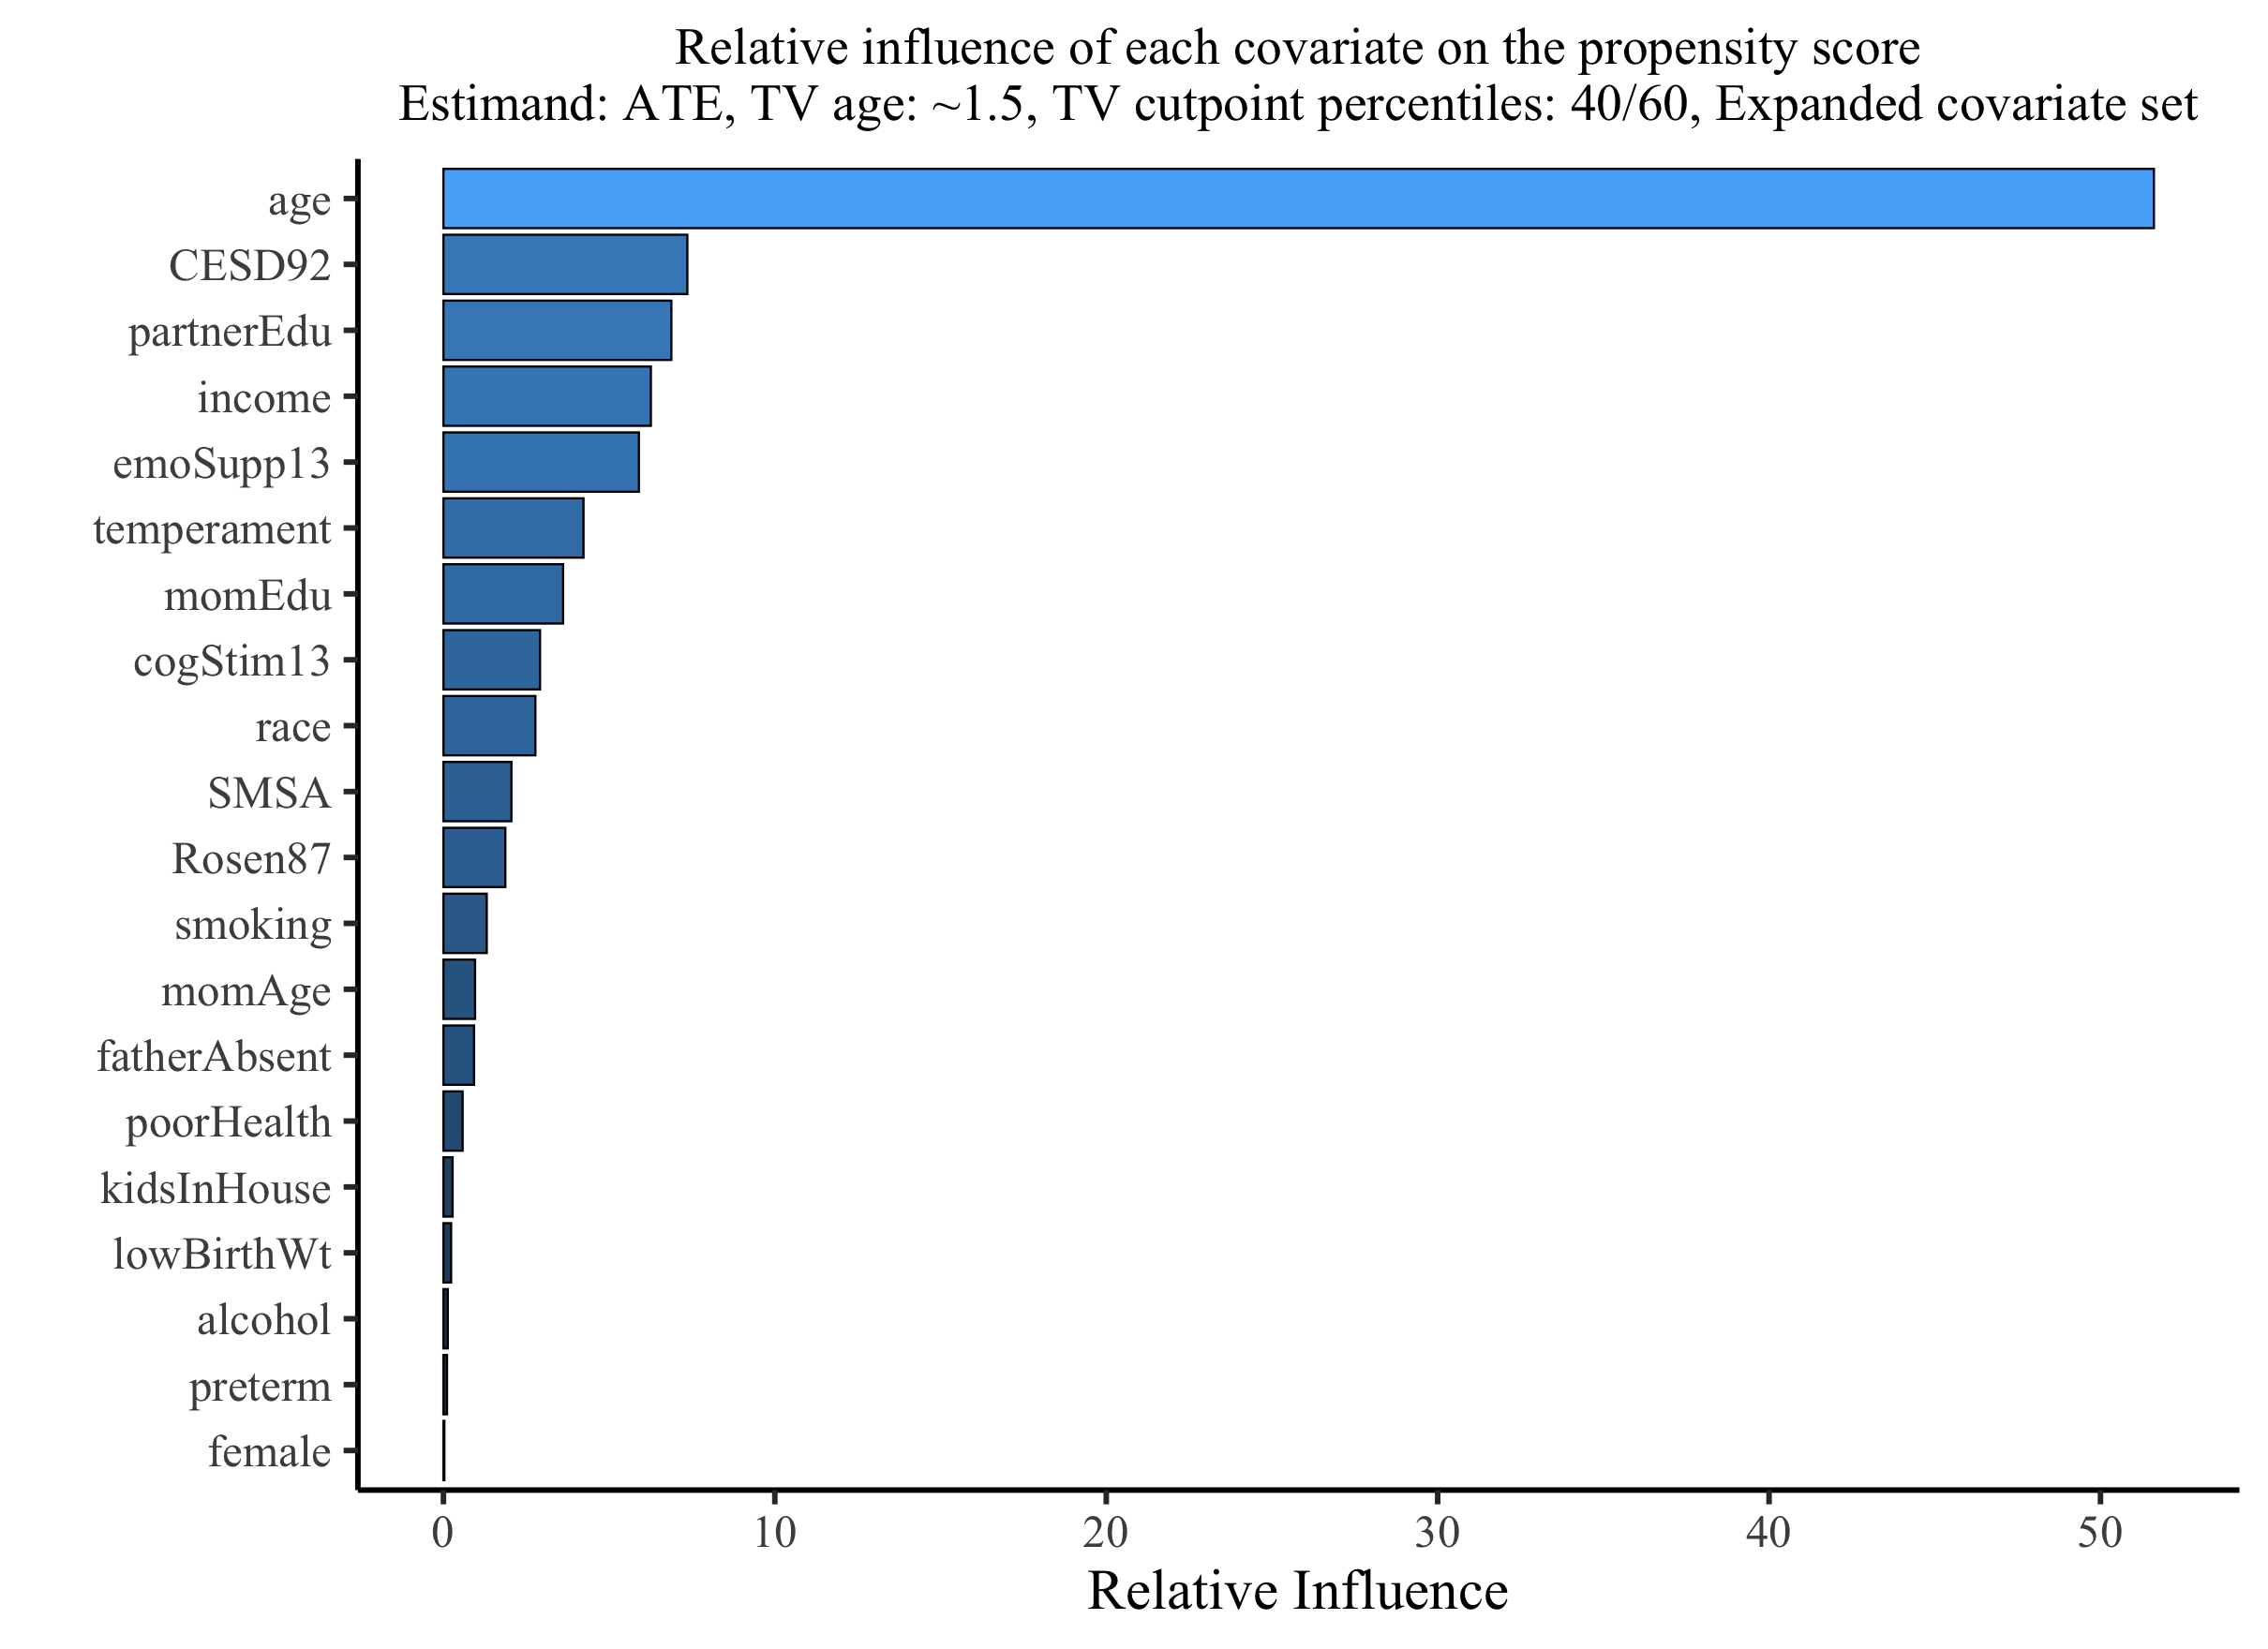 Relative influence of each covariate on the propensity score
Estimand: ATE, TV age: ~1.5, TV cutpoint percentiles: 40/60, Expanded covariate set
age
CESD92
partnerEdu
income
emoSupp13
temperament
momEdu
cogStim13
race
SMSA
Rosen87
smoking
momAge
fatherAbsent
poorHealth
kidsInHouse
lowBirthWt
alcohol
preterm
female
0 10 20 30 40 50
Relative Influence